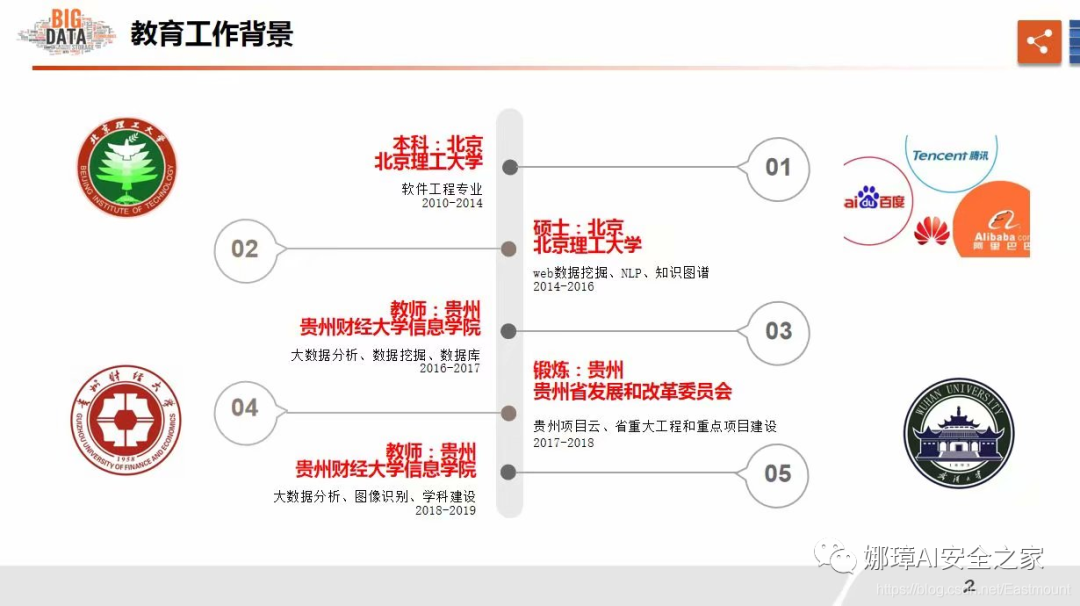 BIG
DATA
教育工作背景
北京理工大学
BEIJING INSTITUTE OF TECHNOLOGY
本科：北京
北京理工大学
软件工程专业
2010-2014
01
Tencent 腾讯
ai du 百度
Alibaba.com
阿里巴巴
02
硕士：北京
北京理工大学
web数据挖掘、NLP、知识图谱
2014-2016
教师：贵州
贵州财经大学信息学院
大数据分析、数据挖掘、数据库
2016-2017
03
锻炼：贵州
贵州省发展和改革委员会
贵州项目云、省重大工程和重点项目建设
2017-2018
贵州财经大学
GUIZHOU UNIVERSITY OF FINANCE AND ECONOMICS
1958
04
教师：贵州
贵州财经大学信息学院
大数据分析、图像识别、学科建设
2018-2019
05
WUHAN UNIVERSITY
1893
武汉大学
娜璋AI安全之家
https://blog.csdn.net/Eastmount
2